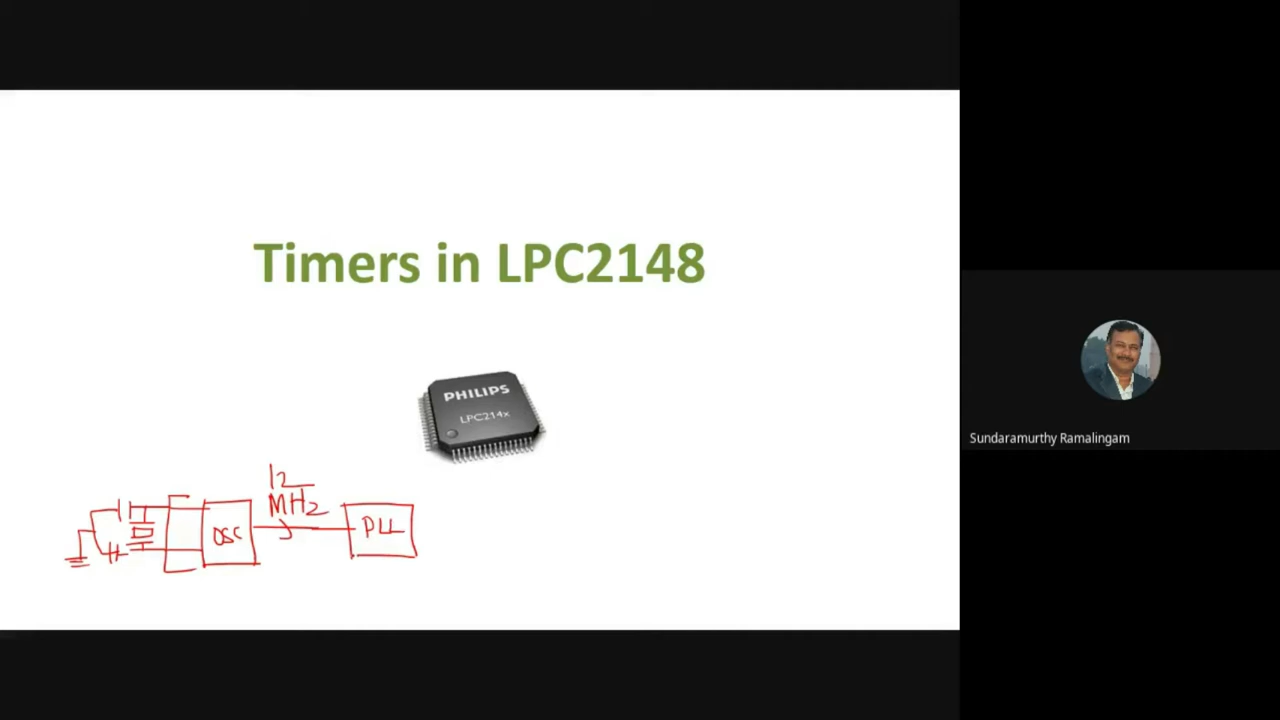 Timers in LPC2148
PHILIPS
LPC214x
12
MHz
OSC
PLL
Sundaramurthy Ramalingam